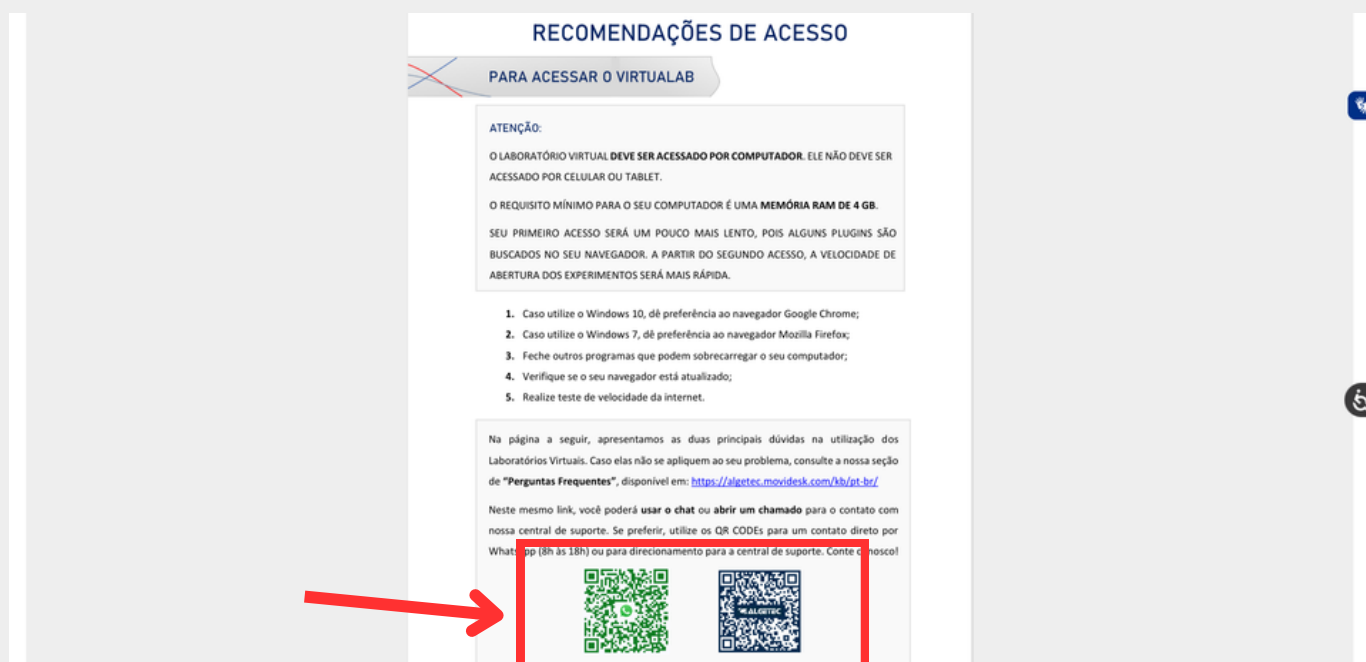 RECOMENDAÇÕES DE ACESSO
PARA ACESSAR O VIRTUALAB
ATENÇÃO:
O LABORATÓRIO VIRTUAL DEVE SER ACESSADO POR COMPUTADOR. ELE NÃO DEVE SER
ACESSADO POR CELULAR OU TABLET.
O REQUISITO MÍNIMO PARA O SEU COMPUTADOR É UMA MEMÓRIA RAM DE 4 GB.
SEU PRIMEIRO ACESSO SERÁ UM POUCO MAIS LENTO, POIS ALGUNS PLUGINS SÃO
BUSCADOS NO SEU NAVEGADOR. A PARTIR DO SEGUNDO ACESSO, A VELOCIDADE DE
ABERTURA DOS EXPERIMENTOS SERÁ MAIS RÁPIDA.
1. Caso utilize o Windows 10, dê preferência ao navegador Google Chrome;
2. Caso utilize o Windows 7, dê preferência ao navegador Mozilla Firefox;
3. Feche outros programas que podem sobrecarregar o seu computador;
4. Verifique se o seu navegador está atualizado;
5. Realize teste de velocidade da internet.
Na página a seguir, apresentamos as duas principais dúvidas na utilização dos
Laboratórios Virtuais. Caso elas não se apliquem ao seu problema, consulte a nossa seção
de “Perguntas Frequentes”, disponível em: https://algetec.movidesk.com/kb/pt-br/
Neste mesmo link, você poderá usar o chat ou abrir um chamado para o contato com
nossa central de suporte. Se preferir, utilize os QR CODEs para um contato direto por
WhatsApp (8h às 18h) ou para direcionamento para a central de suporte. Conte conosco!
ALGETEC